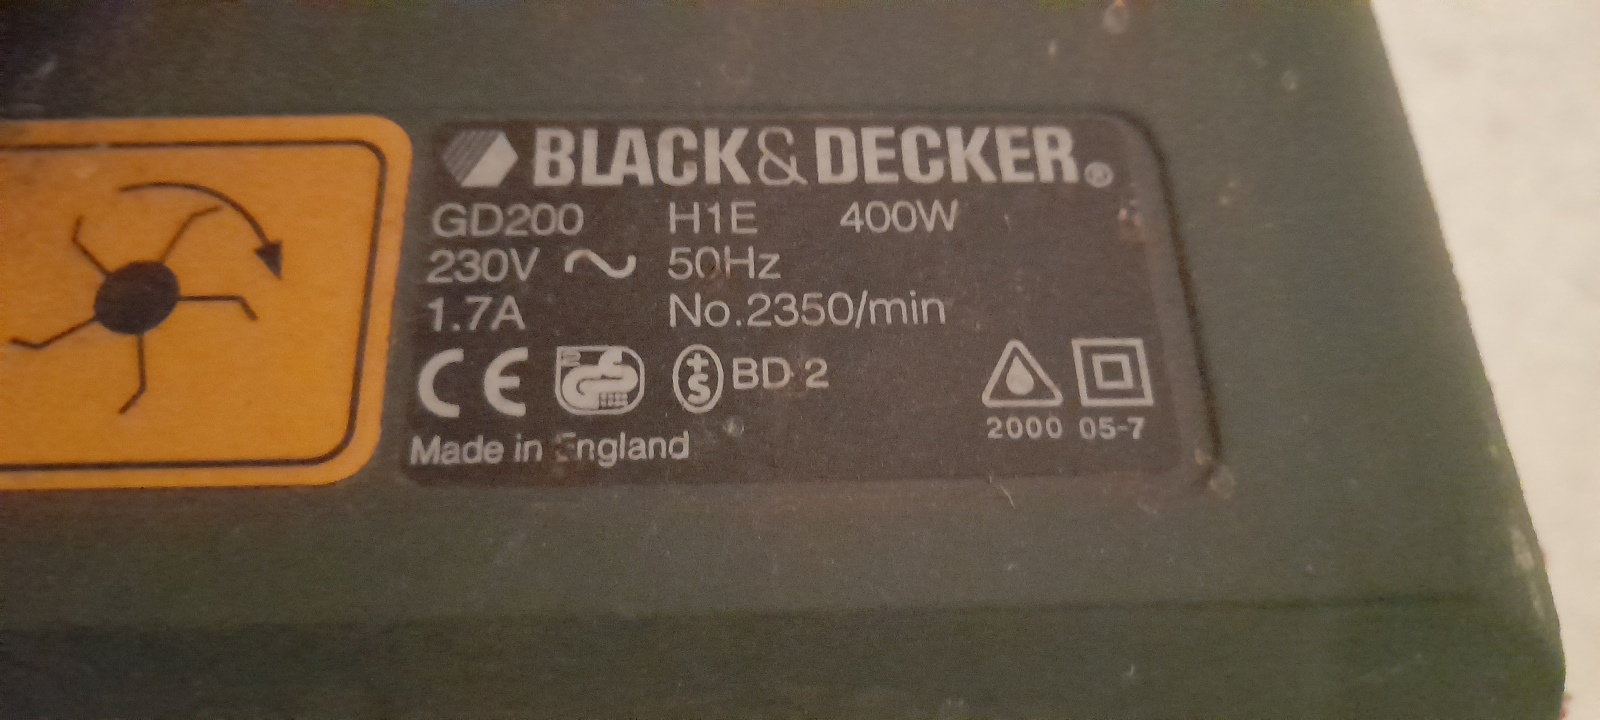 BLACK&DECKER®
GD200 H1E 400W
230V ~ 50Hz
1.7A No.2350/min
CE GS +S BD 2
2000 05-7
Made in England